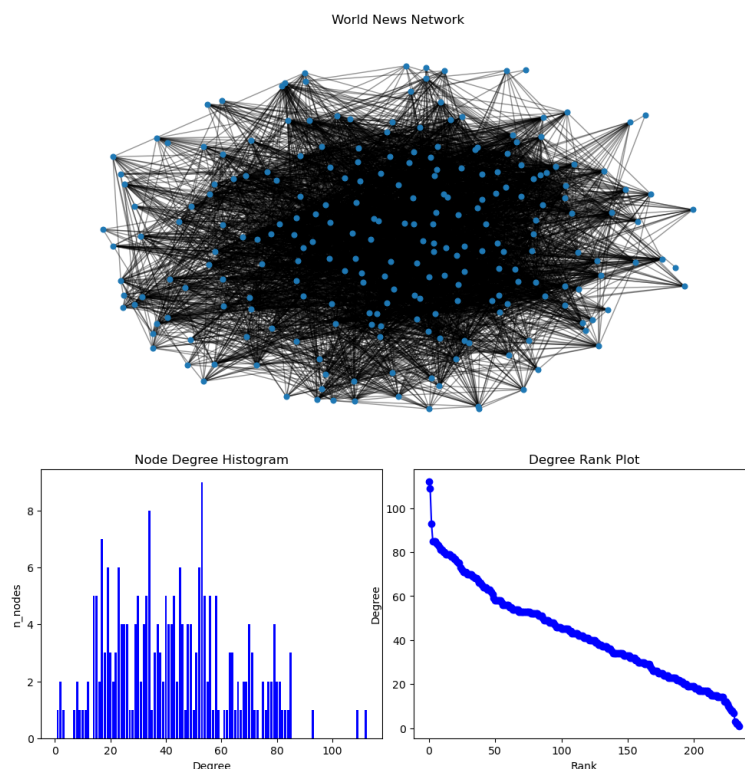 World News Network
Node Degree Histogram
n_nodes
8
6
4
2
0
0 20 40 60 80 100
Degree
Degree Rank Plot
Degree
100
80
60
40
20
0
0 50 100 150 200
Rank